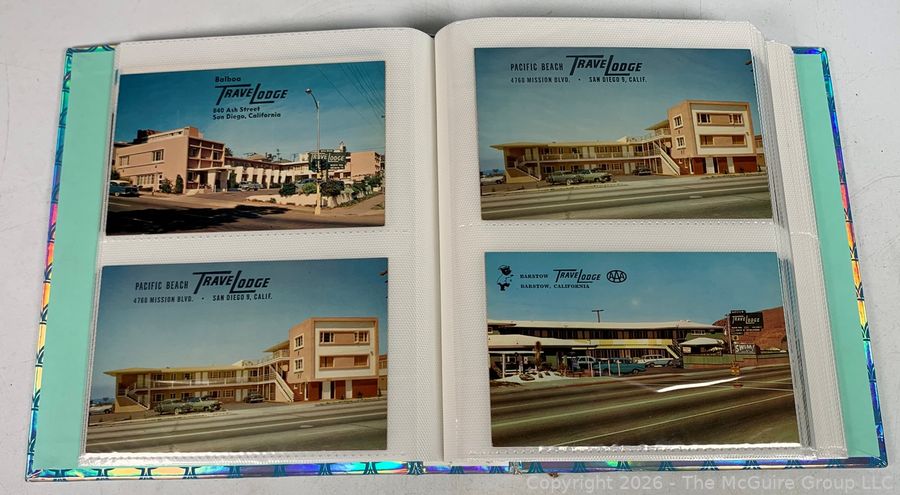 Balboa
TRAVELODGE
840 Ash Street
San Diego, California
TRAVELODGE
PACIFIC BEACH TRAVELODGE
4760 MISSION BLVD. • SAN DIEGO 9, CALIF.
PACIFIC BEACH TRAVELODGE
4760 MISSION BLVD. • SAN DIEGO 9, CALIF.
BARSTOW TRAVELODGE AAA
BARSTOW, CALIFORNIA
TRAVELODGE
SWIM
Copyright 2026 - The McGuire Group LLC